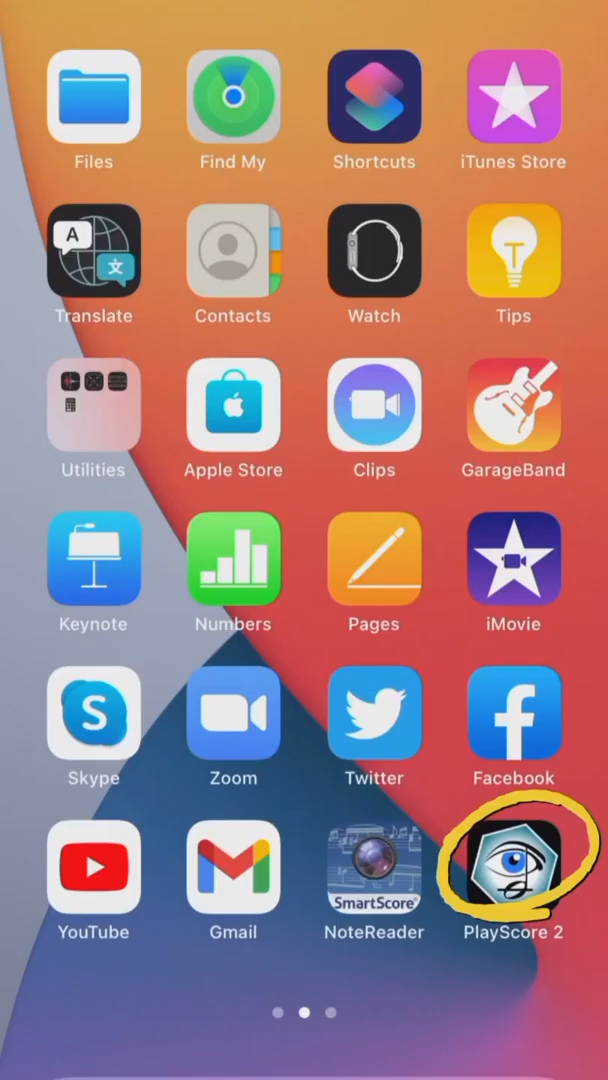 Files Find My Shortcuts iTunes Store
A 文
T
Translate Contacts Watch Tips
Utilities Apple Store Clips GarageBand
Keynote Numbers Pages iMovie
S f
Skype Zoom Twitter Facebook
SmartScore®
YouTube Gmail NoteReader PlayScore 2